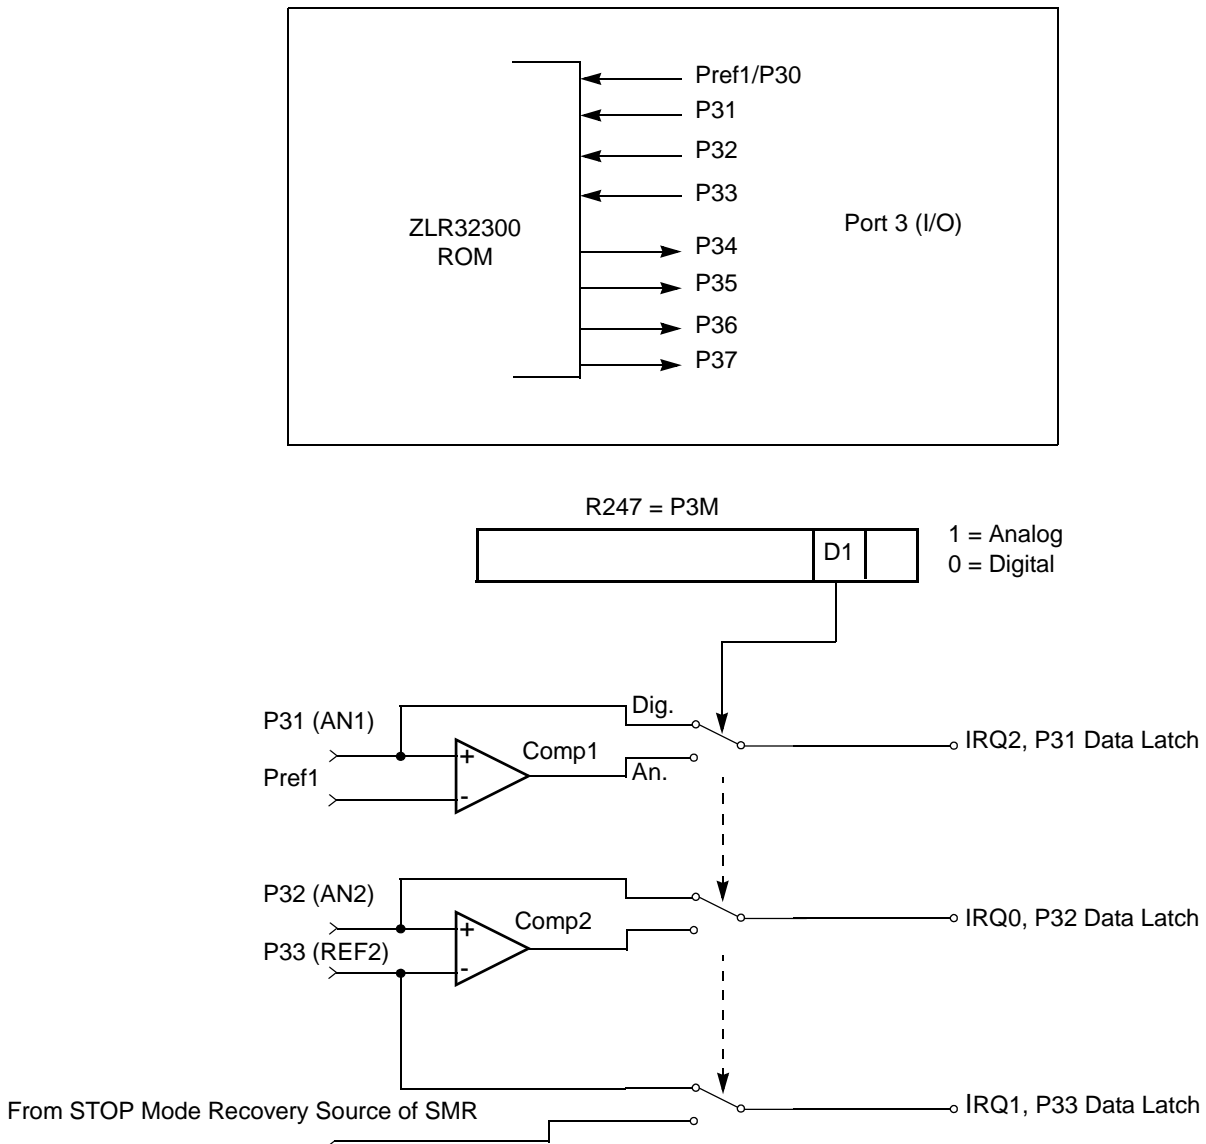 Pref1/P30
P31
P32
P33
ZLR32300
ROM
Port 3 (I/O)
P34
P35
P36
P37
R247 = P3M
D1
1 = Analog
0 = Digital
Dig.
P31 (AN1)
+
Comp1
IRQ2, P31 Data Latch
Pref1
-
An.
P32 (AN2)
+
Comp2
IRQ0, P32 Data Latch
P33 (REF2)
-
From STOP Mode Recovery Source of SMR
IRQ1, P33 Data Latch